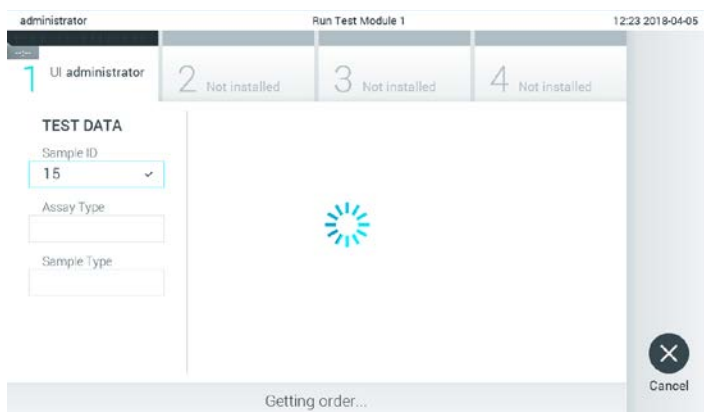 administrator Run Test Module 1 12:23 2018-04-05
1 UI administrator 2 Not installed 3 Not installed 4 Not installed
TEST DATA
Sample ID
15
Assay Type
Sample Type
Cancel
Getting order...